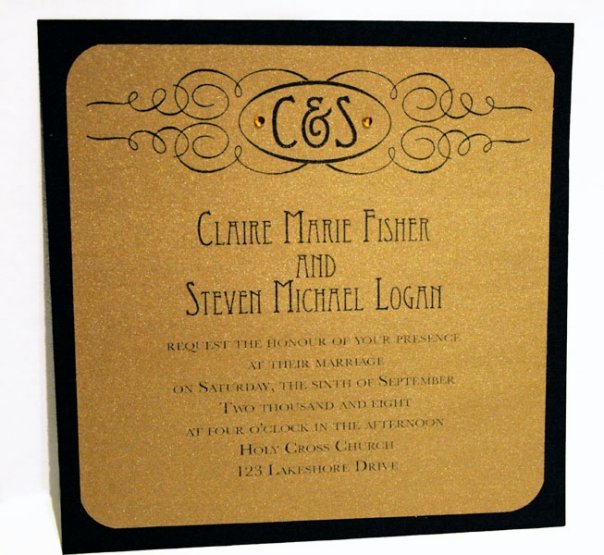 C&S
Claire Marie Fisher
and
Steven Michael Logan
request the honour of your presence
at their marriage
on Saturday, the sixth of September
Two thousand and eight
at four o'clock in the afternoon
Holy Cross Church
123 Lakeshore Drive